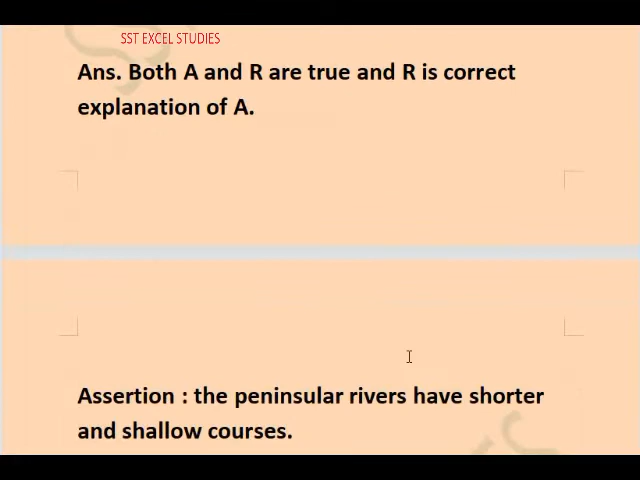 SST EXCEL STUDIES
Ans. Both A and R are true and R is correct
explanation of A.
Assertion : the peninsular rivers have shorter
and shallow courses.